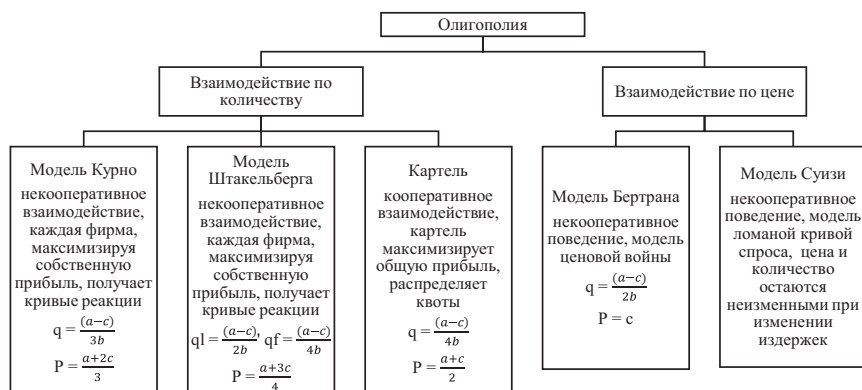 Олигополия
Взаимодействие по
количеству
Взаимодействие по цене
Модель Курно
некооперативное
взаимодействие,
каждая фирма,
максимизируя
собственную
прибыль, получает
кривые реакции
q = (a−c)/3b
P = a+2c/3
Модель
Штакельберга
некооперативное
взаимодействие,
каждая фирма,
максимизируя
собственную
прибыль, получает
кривые реакции
ql = (a−c)/2b, qf = (a−c)/4b
P = a+3c/4
Картель
кооперативное
взаимодействие,
картель
максимизирует
общую прибыль,
распределяет
квоты
q = (a−c)/4b
P = a+c/2
Модель Бертрана
некооперативное
поведение, модель
ценовой войны
q = (a−c)/2b
P = c
Модель Суизи
некооперативное
поведение, модель
ломаной кривой
спроса, цена и
количество
остаются
неизменными при
изменении
издержек